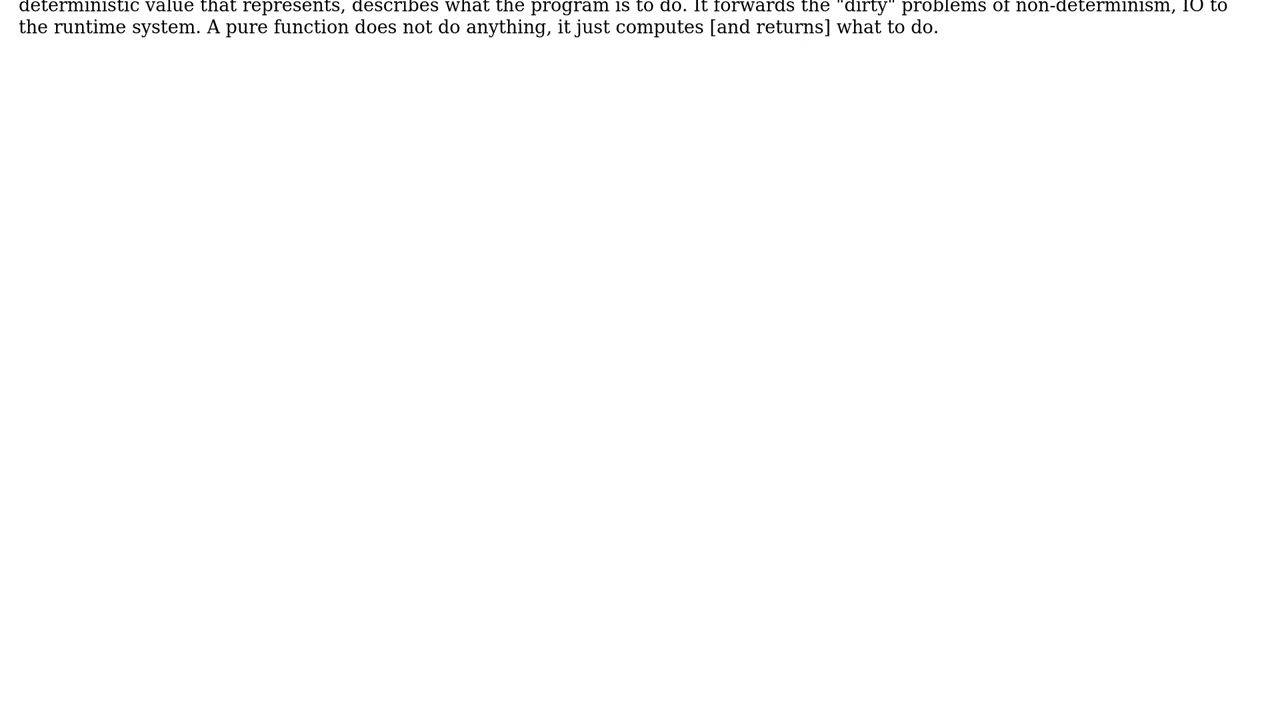 deterministic value that represents, describes what the program is to do. It forwards the "dirty" problems of non-determinism, IO to
the runtime system. A pure function does not do anything, it just computes [and returns] what to do.